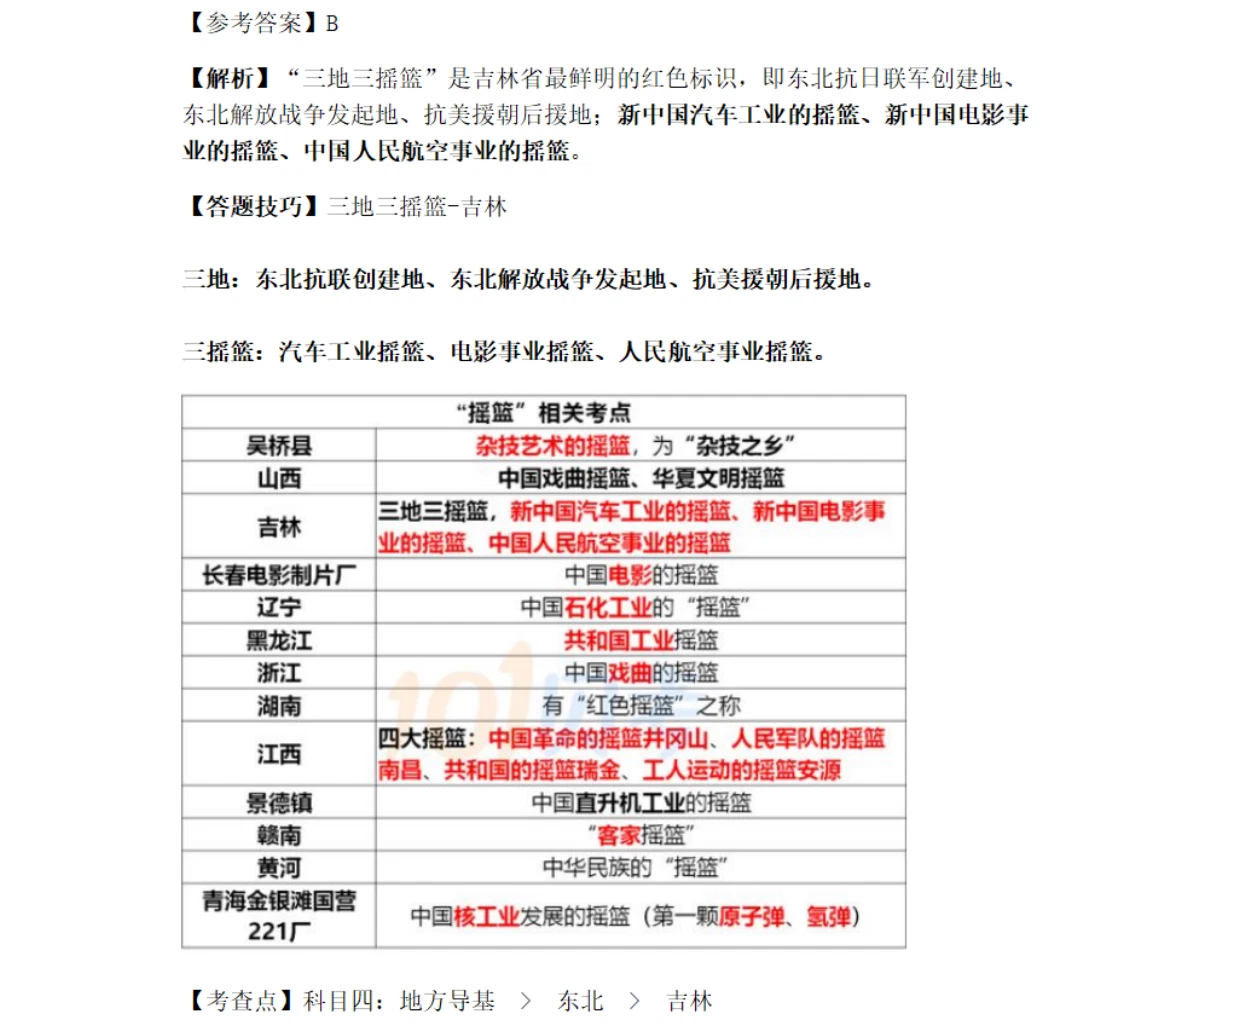 【参考答案】B
【解析】“三地三摇篮”是吉林省最鲜明的红色标识，即东北抗日联军创建地、
东北解放战争发起地、抗美援朝后援地；新中国汽车工业的摇篮、新中国电影事
业的摇篮、中国人民航空事业的摇篮。
【答题技巧】三地三摇篮-吉林
三地：东北抗联创建地、东北解放战争发起地、抗美援朝后援地。
三摇篮：汽车工业摇篮、电影事业摇篮、人民航空事业摇篮。
“摇篮”相关考点
吴桥县 杂技艺术的摇篮，为“杂技之乡”
山西 中国戏曲摇篮、华夏文明摇篮
吉林 三地三摇篮，新中国汽车工业的摇篮、新中国电影事
业的摇篮、中国人民航空事业的摇篮
长春电影制片厂 中国电影的摇篮
辽宁 中国石化工业的“摇篮”
黑龙江 共和国工业摇篮
浙江 中国戏曲的摇篮
湖南 有“红色摇篮”之称
江西 四大摇篮：中国革命的摇篮井冈山、人民军队的摇篮
南昌、共和国的摇篮瑞金、工人运动的摇篮安源
景德镇 中国直升机工业的摇篮
赣南 “客家摇篮”
黄河 中华民族的“摇篮”
青海金银滩国营
221厂 中国核工业发展的摇篮（第一颗原子弹、氢弹）
【考查点】科目四：地方导基 > 东北 > 吉林